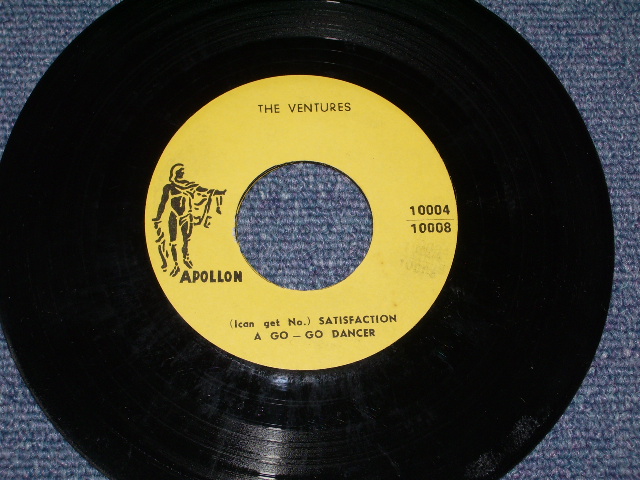 THE VENTURES
10004
10008
APOLLON
(Ican get No.) SATISFACTION
A GO – GO DANCER